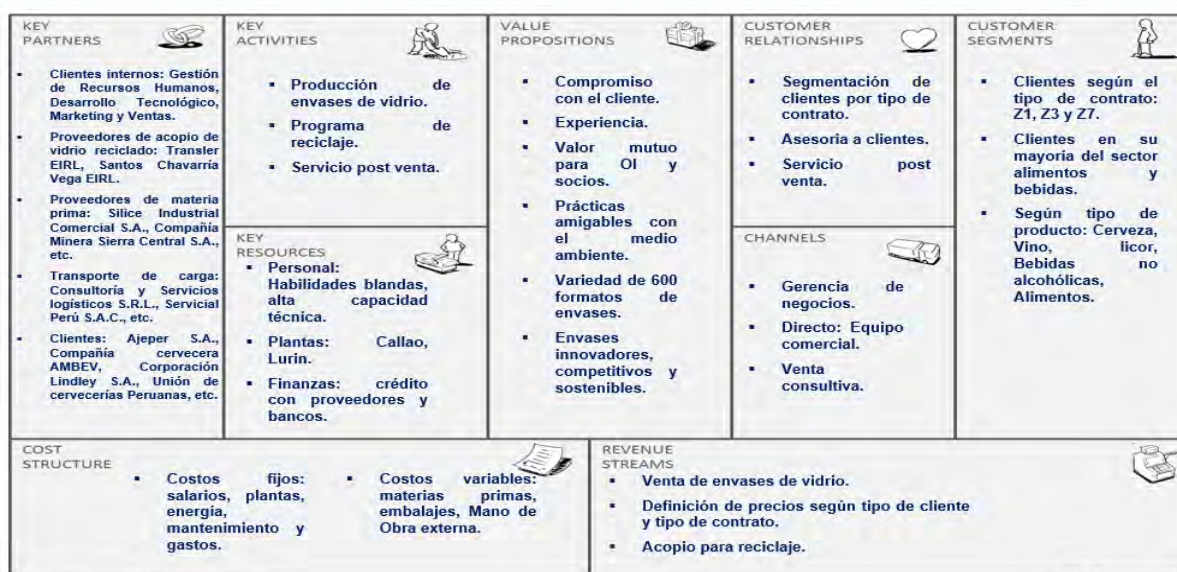 KEY
PARTNERS
▪ Clientes internos: Gestión
de Recursos Humanos,
Desarrollo Tecnológico,
Marketing y Ventas.
▪ Proveedores de acopio de
vidrio reciclado: Transler
EIRL, Santos Chavarría
Vega EIRL.
▪ Proveedores de materia
prima: Silice Industrial
Comercial S.A., Compañía
Minera Sierra Central S.A.,
etc.
▪ Transporte de carga:
Consultoría y Servicios
logísticos S.R.L., Servicial
Perú S.A.C., etc.
▪ Clientes: Ajeper S.A.,
Compañía cervecera
AMBEV, Corporación
Lindley S.A., Unión de
cervecerías Peruanas, etc.
KEY
ACTIVITIES
▪ Producción de
envases de vidrio.
▪ Programa de
reciclaje.
▪ Servicio post venta.
KEY
RESOURCES
▪ Personal:
Habilidades blandas,
alta capacidad
técnica.
▪ Plantas: Callao,
Lurin.
▪ Finanzas: crédito
con proveedores y
bancos.
VALUE
PROPOSITIONS
▪ Compromiso
con el cliente.
▪ Experiencia.
▪ Valor mutuo
para OI y
socios.
▪ Prácticas
amigables con
el medio
ambiente.
▪ Variedad de 600
formatos de
envases.
▪ Envases
innovadores,
competitivos y
sosteníbles.
CUSTOMER
RELATIONSHIPS
▪ Segmentación de
clientes por tipo de
contrato.
▪ Asesoria a clientes.
▪ Servicio post
venta.
CHANNELS
▪ Gerencia de
negocios.
▪ Directo: Equipo
comercial.
▪ Venta
consultiva.
CUSTOMER
SEGMENTS
▪ Clientes según el
tipo de contrato:
Z1, Z3 y Z7.
▪ Clientes en su
mayoria del sector
alimentos y
bebidas.
▪ Según tipo de
producto: Cerveza,
Vino, licor,
Bebidas no
alcohólicas,
Alimentos.
COST
STRUCTURE
▪ Costos fijos:
salarios, plantas,
energía,
mantenimiento y
gastos.
▪ Costos variables:
materias primas,
embalajes, Mano de
Obra externa.
REVENUE
STREAMS
▪ Venta de envases de vidrio.
▪ Definición de precios según tipo de cliente
y tipo de contrato.
▪ Acopio para reciclaje.